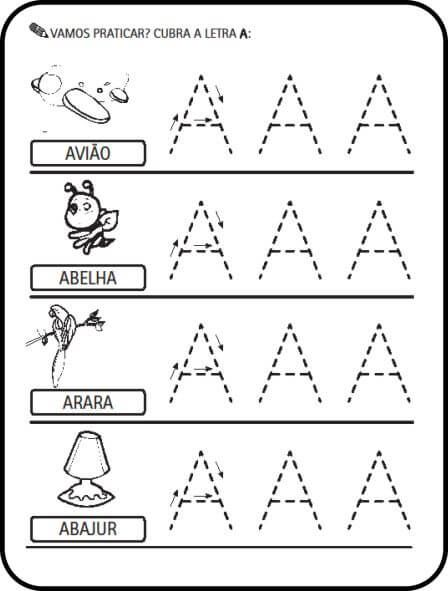 VAMOS PRATICAR? CUBRA A LETRA A:
A A A
AVIÃO
A A A
ABELHA
A A A
ARARA
A A A
ABAJUR